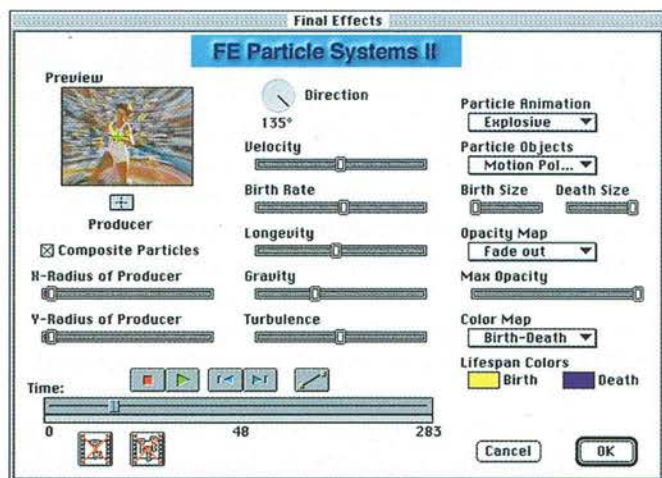 Final Effects
FE Particle Systems II
Preview
Producer
Composite Particles
X-Radius of Producer
Y-Radius of Producer
Direction
135°
Velocity
Birth Rate
Longevity
Gravity
Turbulence
Particle Animation
Explosive
Particle Objects
Motion Pol...
Birth Size Death Size
Opacity Map
Fade out
Max Opacity
Color Map
Birth-Death
Lifespan Colors
Birth Death
Time:
0 48 283
Cancel OK